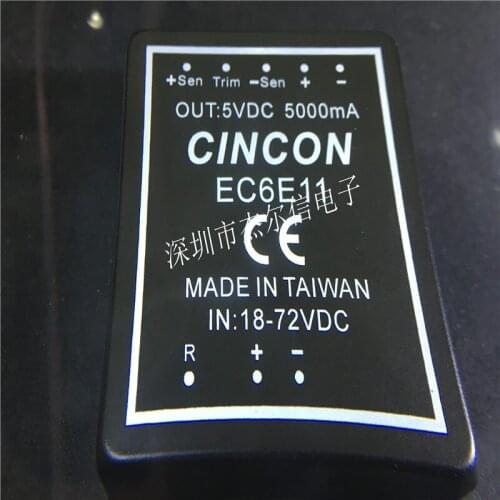 +Sen Trim -Sen + -
OUT:5VDC 5000mA
CINCON
EC6E11
深圳市杰尔信电子
CE
MADE IN TAIWAN
IN:18-72VDC
R + -